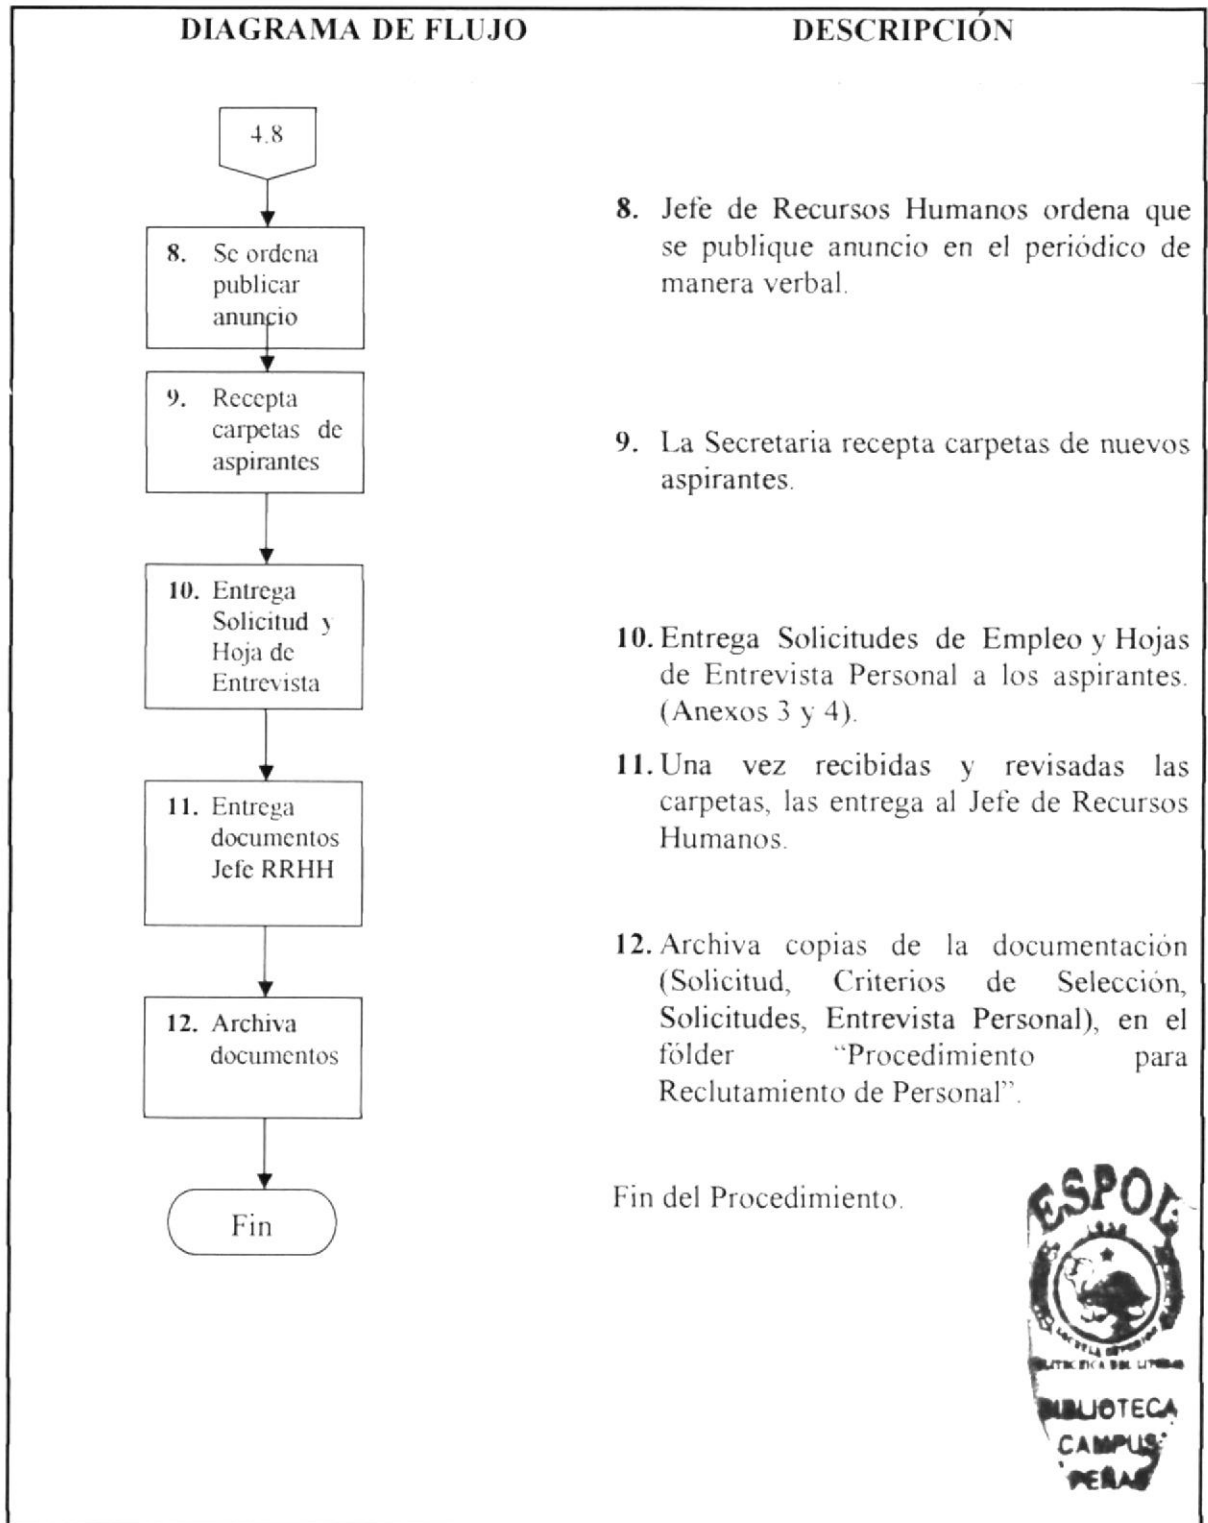 DIAGRAMA DE FLUJO
DESCRIPCIÓN
4.8
8. Se ordena
publicar
anuncio
9. Recepta
carpetas de
aspirantes
10. Entrega
Solicitud y
Hoja de
Entrevista
11. Entrega
documentos
Jefe RRHH
12. Archiva
documentos
Fin
8. Jefe de Recursos Humanos ordena que
se publique anuncio en el periódico de
manera verbal.
9. La Secretaria recepta carpetas de nuevos
aspirantes.
10. Entrega Solicitudes de Empleo y Hojas
de Entrevista Personal a los aspirantes.
(Anexos 3 y 4).
11. Una vez recibidas y revisadas las
carpetas, las entrega al Jefe de Recursos
Humanos.
12. Archiva copias de la documentación
(Solicitud, Criterios de Selección,
Solicitudes, Entrevista Personal), en el
fólder "Procedimiento para
Reclutamiento de Personal".
Fin del Procedimiento.
ESPOL
BIBLIOTECA
CAMPUS
PEÑAS